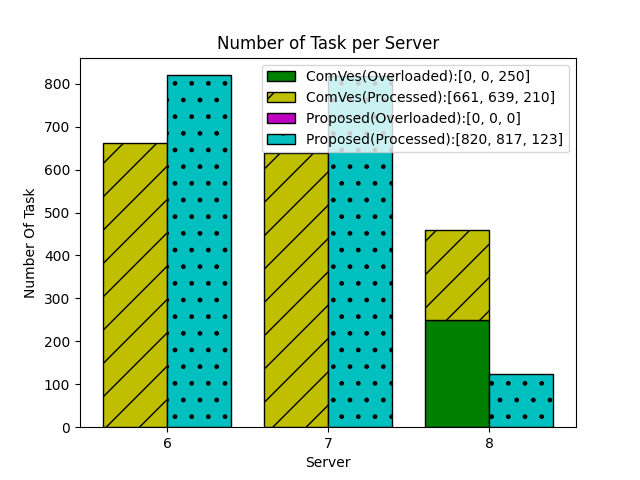 Number of Task per Server
ComVes(Overloaded):[0, 0, 250]
ComVes(Processed):[661, 639, 210]
Proposed(Overloaded):[0, 0, 0]
Proposed(Processed):[820, 817, 123]
Number Of Task
800
700
600
500
400
300
200
100
0
6 7 8
Server